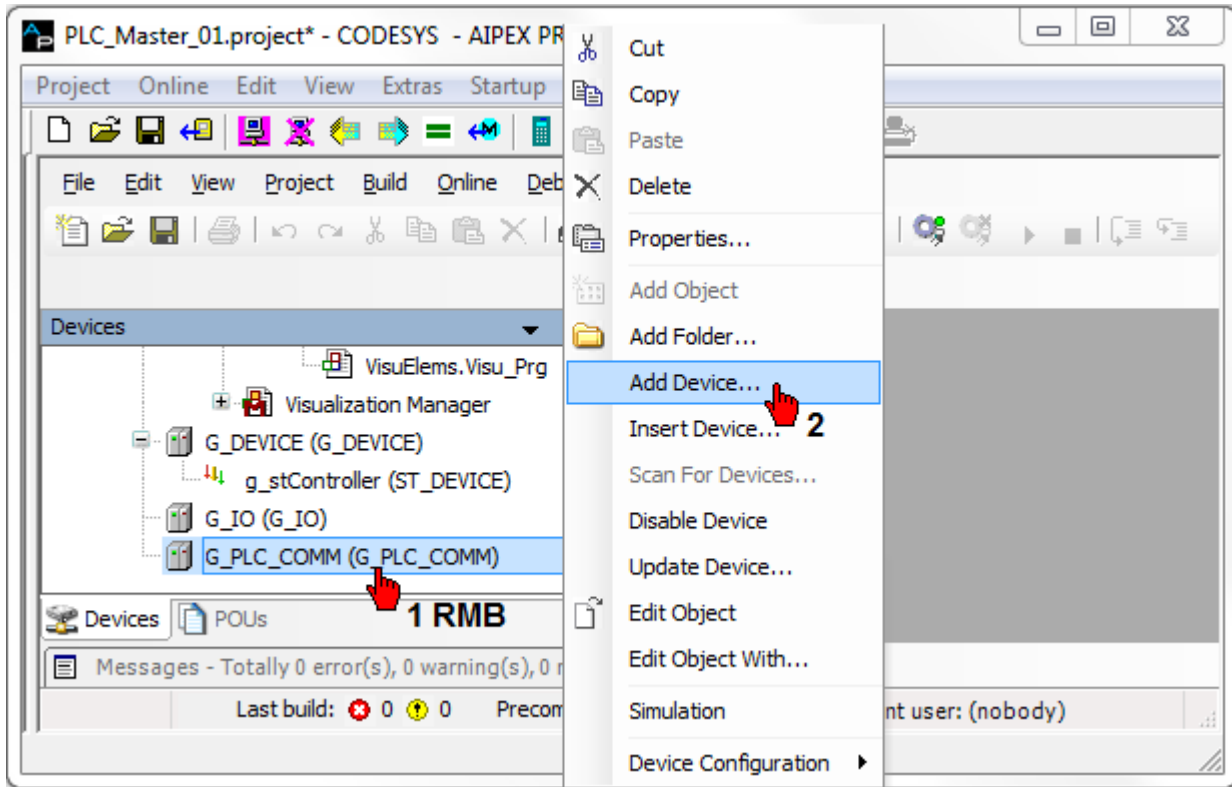 PLC_Master_01.project* - CODESYS - AIPEX PR
Project Online Edit View Extras Startup
File Edit View Project Build Online Deb
Devices
VisuElems.Visu_Prg
Visualization Manager
G_DEVICE (G_DEVICE)
g_stController (ST_DEVICE)
G_IO (G_IO)
G_PLC_COMM (G_PLC_COMM)
1 RMB
Devices POUs
Messages - Totally 0 error(s), 0 warning(s), 0
Last build: 0 0 Precom
nt user: (nobody)
Cut
Copy
Paste
Delete
Properties...
Add Object
Add Folder...
Add Device...
2
Insert Device...
Scan For Devices...
Disable Device
Update Device...
Edit Object
Edit Object With...
Simulation
Device Configuration